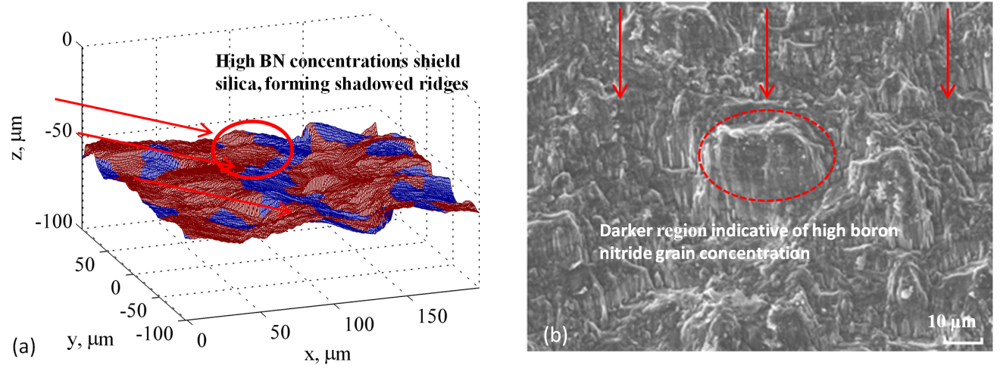 0
High BN concentrations shield
silica, forming shadowed ridges
z, μm
-50
-100
50
0
-50
-100
y, μm
0
50
100
150
x, μm
(a)
Darker region indicative of high boron
nitride grain concentration
10 μm
(b)